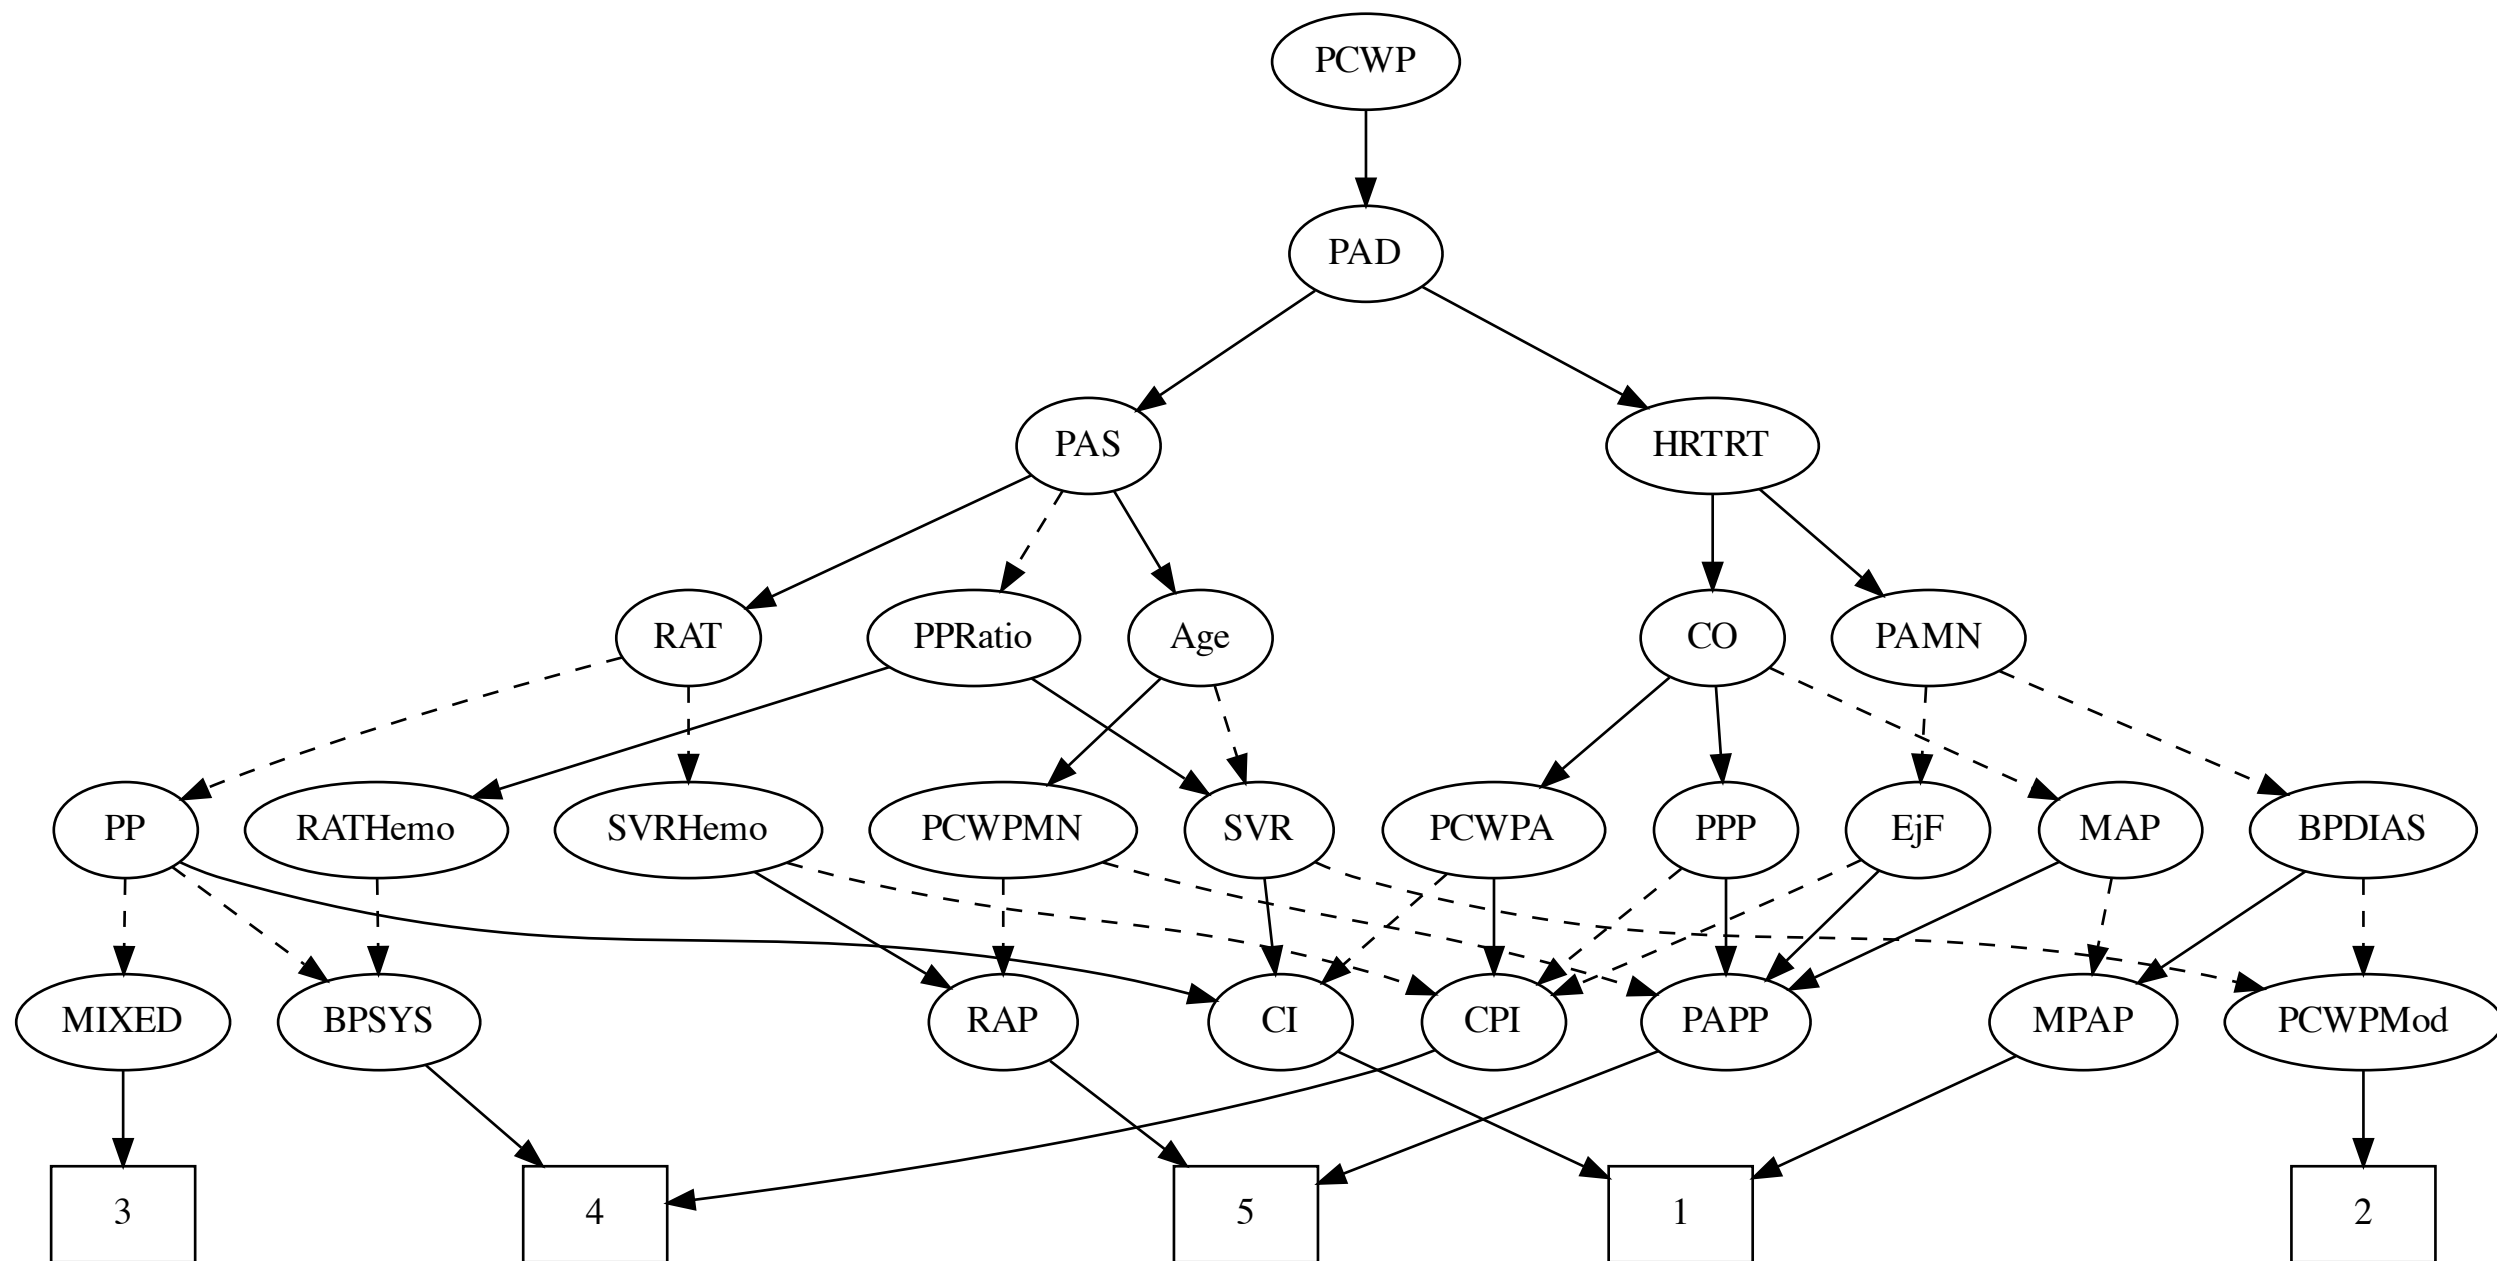 PCWP
PAD
PAS
HRTRT
RAT
PPRatio
Age
CO
PAMN
PP
RATHemo
SVRHemo
PCWPMN
SVR
PCWPA
PPP
EjF
MAP
BPDIAS
MIXED
BPSYS
RAP
CI
CPI
PAPP
MPAP
PCWPMod
3
4
5
1
2